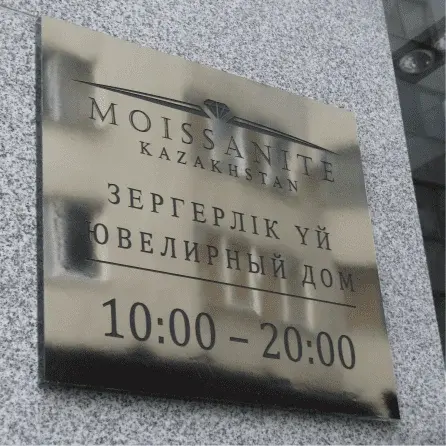 MOISSANITE
KAZAKHSTAN
ЗЕРГЕРЛІК ҮЙ
ЮВЕЛИРНЫЙ ДОМ
10:00 – 20:00